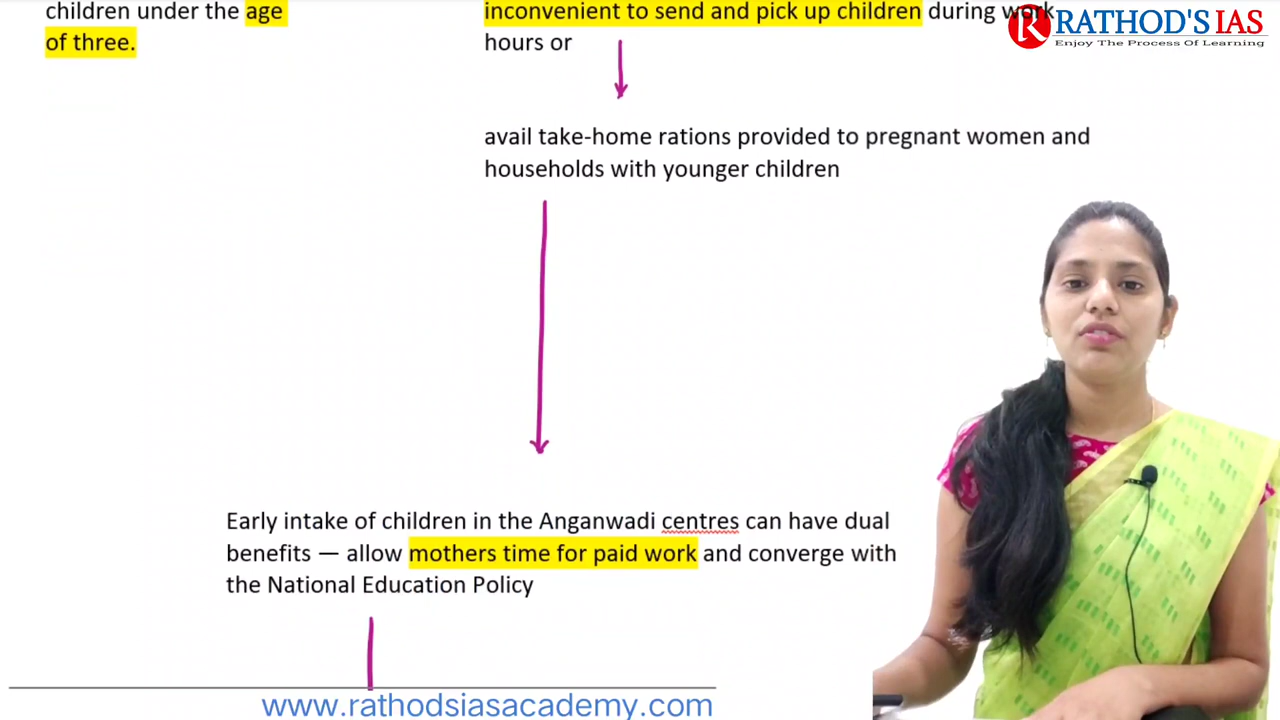 children under the age
of three.
inconvenient to send and pick up children during work
hours or
RATHOD'S IAS
Enjoy The Process Of Learning
avail take-home rations provided to pregnant women and
households with younger children
Early intake of children in the Anganwadi centres can have dual
benefits — allow mothers time for paid work and converge with
the National Education Policy
www.rathodsiasacademy.com